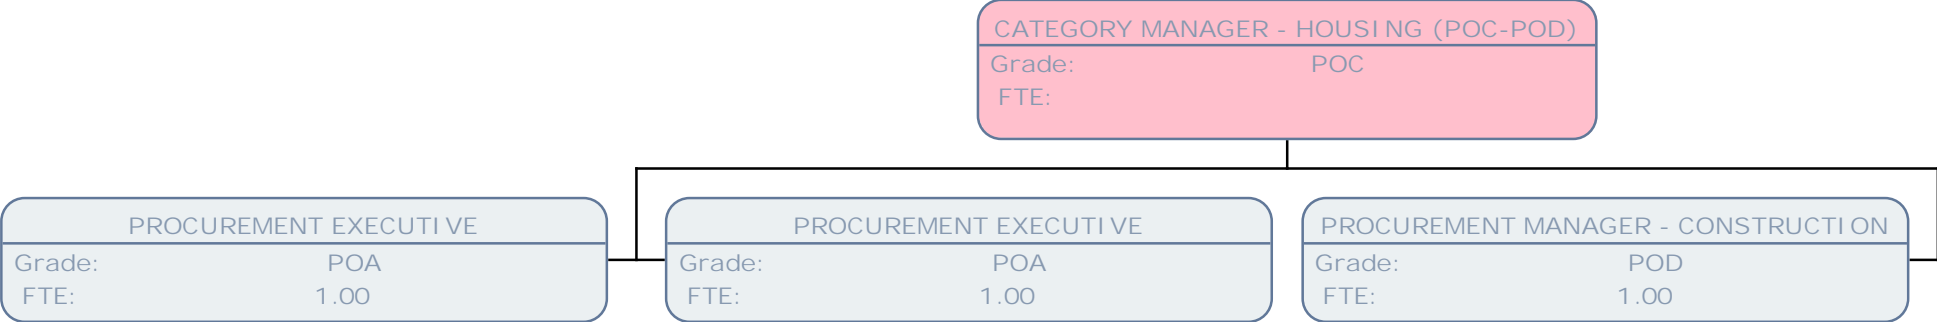 CATEGORY MANAGER - HOUSING (POC-POD)
Grade: POC
FTE:
PROCUREMENT EXECUTIVE
Grade: POA
FTE: 1.00
PROCUREMENT EXECUTIVE
Grade: POA
FTE: 1.00
PROCUREMENT MANAGER - CONSTRUCTION
Grade: POD
FTE: 1.00